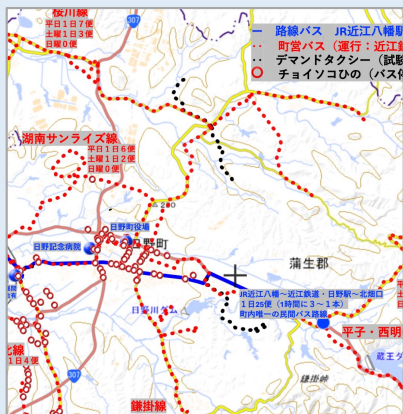 桜川線
平日1日7便
土曜1日3便
日曜0便
307
路線バス JR近江八幡駅
町営バス（運行：近江鉄
デマンドタクシー（試験
チョイソコひの（バス停
湖南サンライズ線
平日1日6便
土曜1日2便
日曜0便
日野町役場
日野記念病院
日野町
蒲生郡
JR近江八幡～近江鉄道・日野駅～北畑口
1日25便（1時間に3～1本）
町内唯一の民間バス路線
日野川ダム
平子・西明
蔵王ダ
北線
1日4便
307
鎌掛峠
鎌掛線